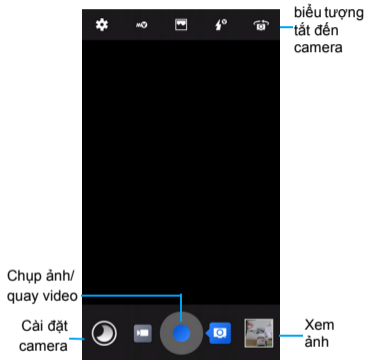 biểu tượng
tắt đến
camera
Chụp ảnh/
quay video
Cài đặt
camera
Xem
ảnh